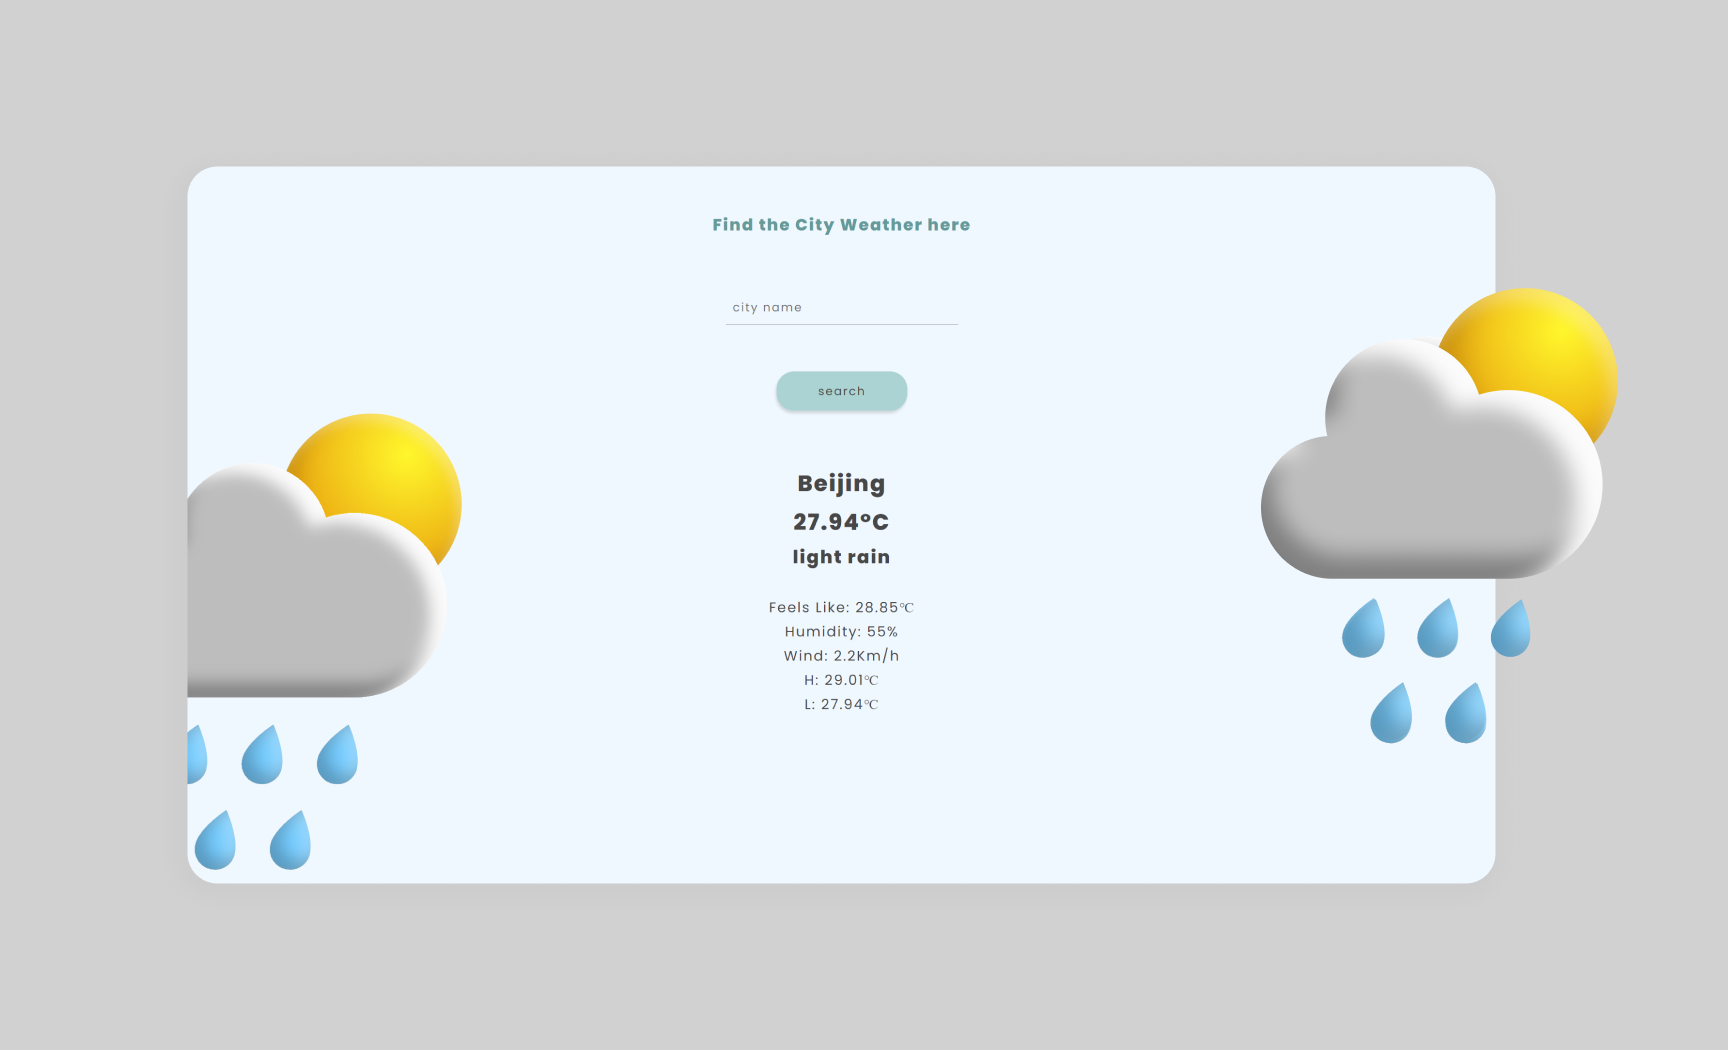 Find the City Weather here
city name
search
Beijing
27.94°C
light rain
Feels Like: 28.85℃
Humidity: 55%
Wind: 2.2Km/h
H: 29.01℃
L: 27.94℃